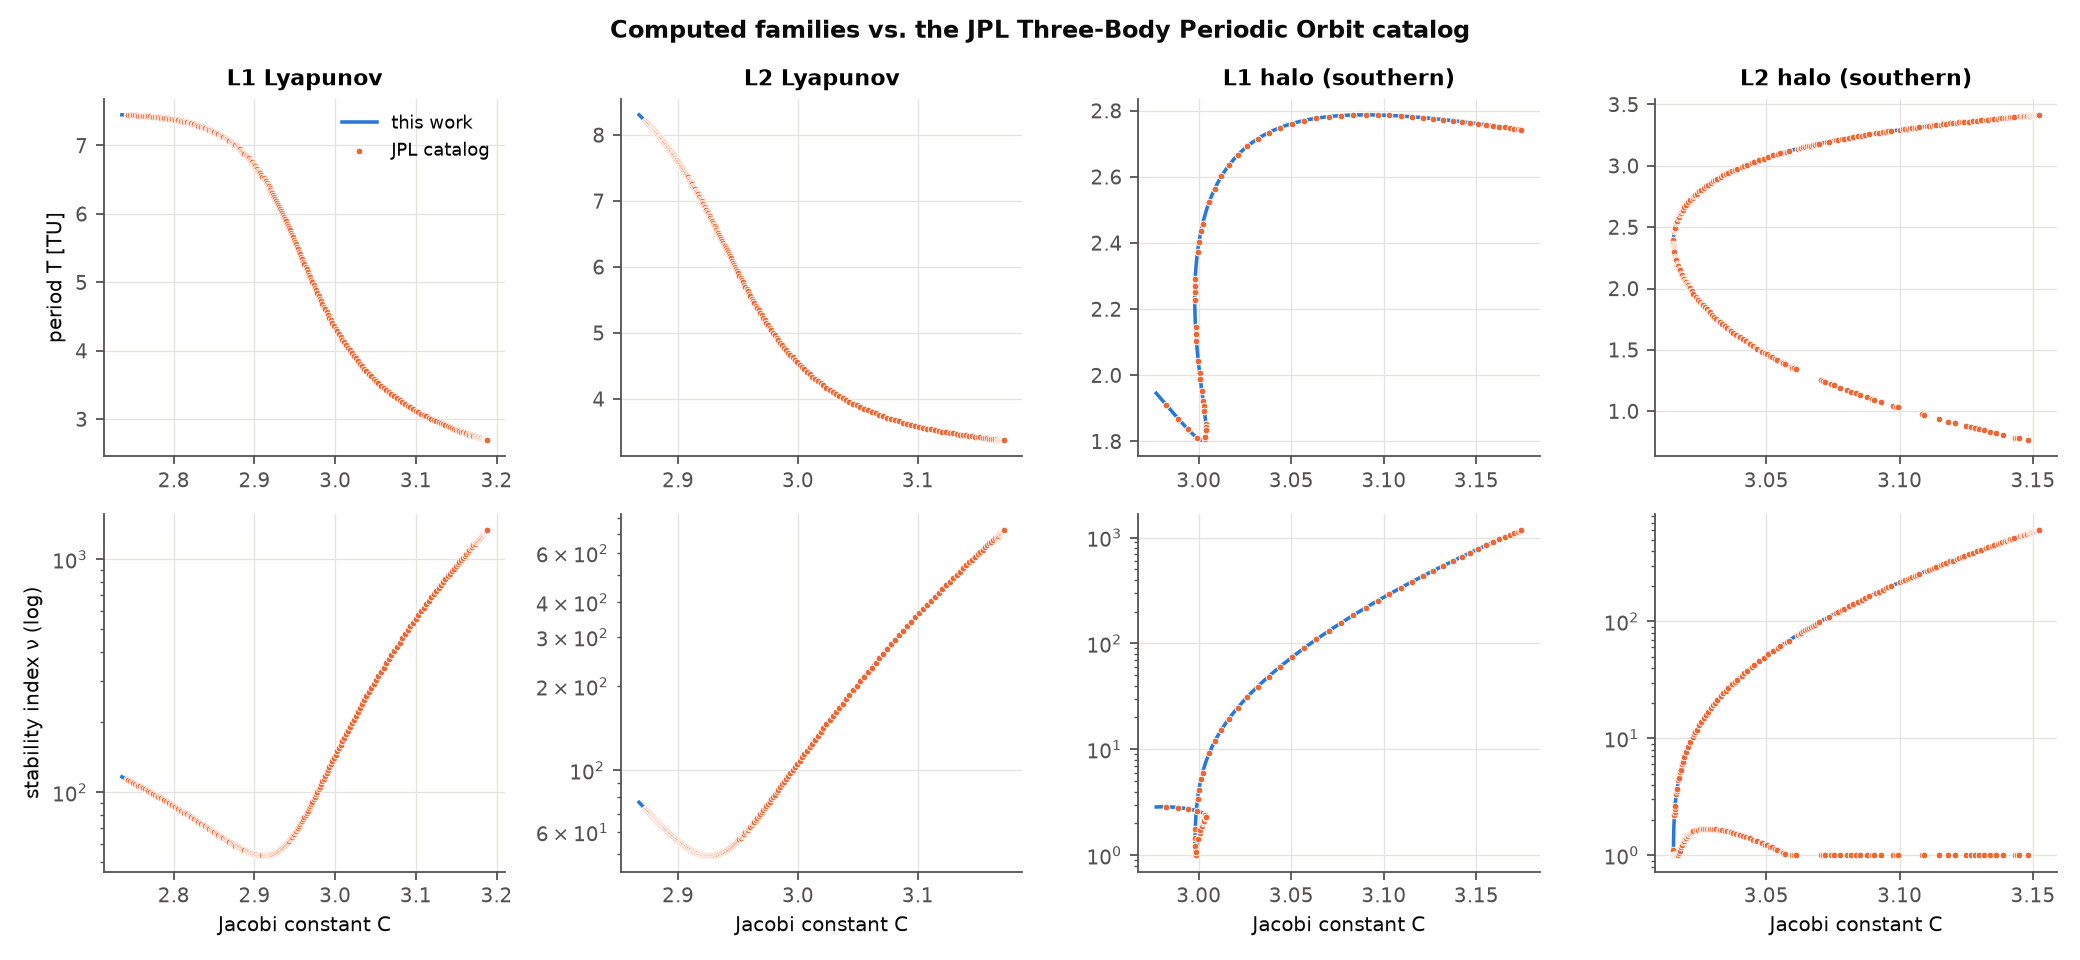 Computed families vs. the JPL Three-Body Periodic Orbit catalog
L1 Lyapunov
L2 Lyapunov
L1 halo (southern)
L2 halo (southern)
this work
JPL catalog
period T [TU]
7
6
5
4
3
2.8 2.9 3.0 3.1 3.2
8
7
6
5
4
2.9 3.0 3.1
2.8
2.6
2.4
2.2
2.0
1.8
3.00 3.05 3.10 3.15
3.5
3.0
2.5
2.0
1.5
1.0
3.05 3.10 3.15
stability index ν (log)
10³
10²
2.8 2.9 3.0 3.1 3.2
Jacobi constant C
6 × 10²
4 × 10²
3 × 10²
2 × 10²
10²
6 × 10¹
2.9 3.0 3.1
Jacobi constant C
10³
10²
10¹
10⁰
3.00 3.05 3.10 3.15
Jacobi constant C
10²
10¹
10⁰
3.05 3.10 3.15
Jacobi constant C